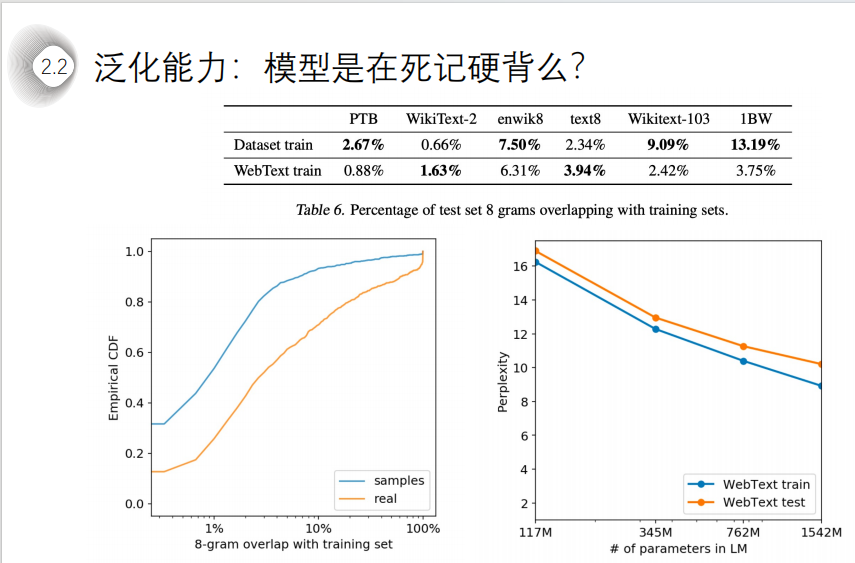 2.2 泛化能力：模型是在死记硬背么？
PTB WikiText-2 enwik8 text8 Wikitext-103 1BW
Dataset train 2.67% 0.66% 7.50% 2.34% 9.09% 13.19%
WebText train 0.88% 1.63% 6.31% 3.94% 2.42% 3.75%
Table 6. Percentage of test set 8 grams overlapping with training sets.
Empirical CDF
1.0
0.8
0.6
0.4
0.2
0.0
samples
real
1% 10% 100%
8-gram overlap with training set
Perplexity
16
14
12
10
8
6
4
2
WebText train
WebText test
117M 345M 762M 1542M
# of parameters in LM